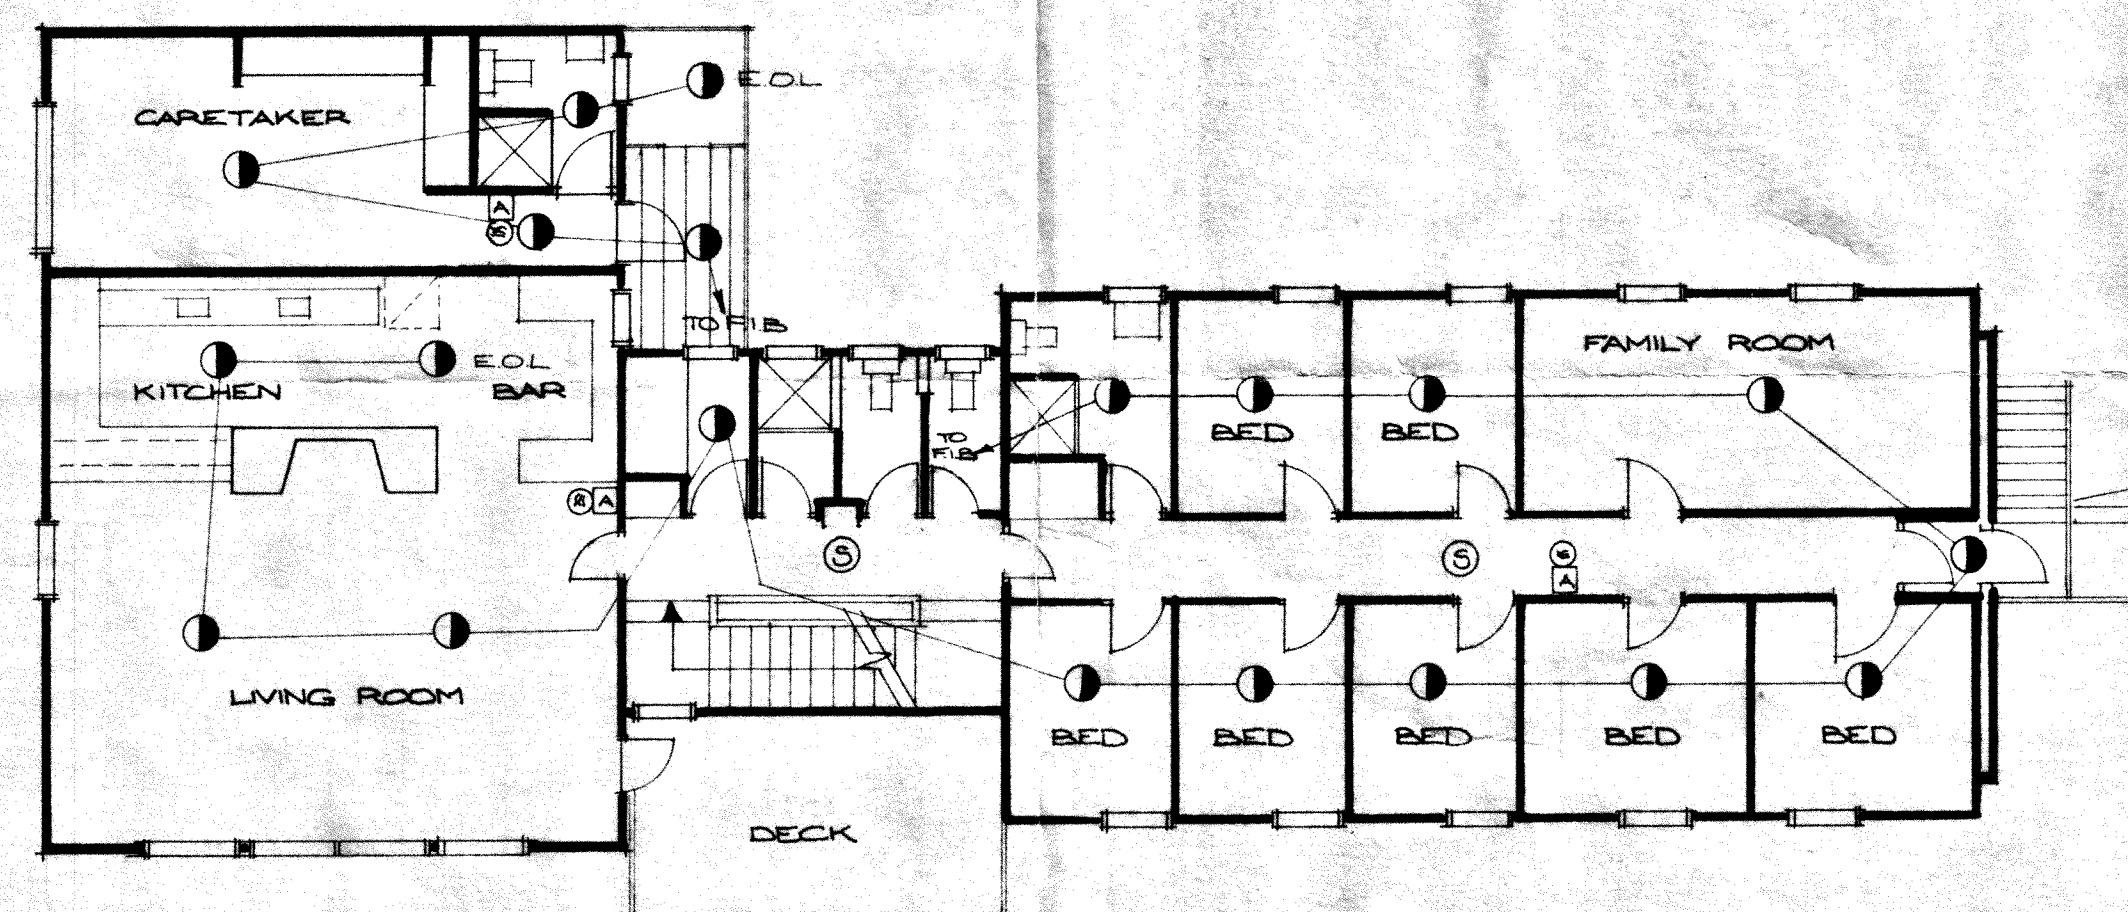 E.O.L
CARETAKER
A
TO F.I.B
E.O.L
KITCHEN
BAR
FAMILY ROOM
TO
F.I.B
BED
BED
A
S
S
A
LIVING ROOM
BED
BED
BED
BED
BED
DECK